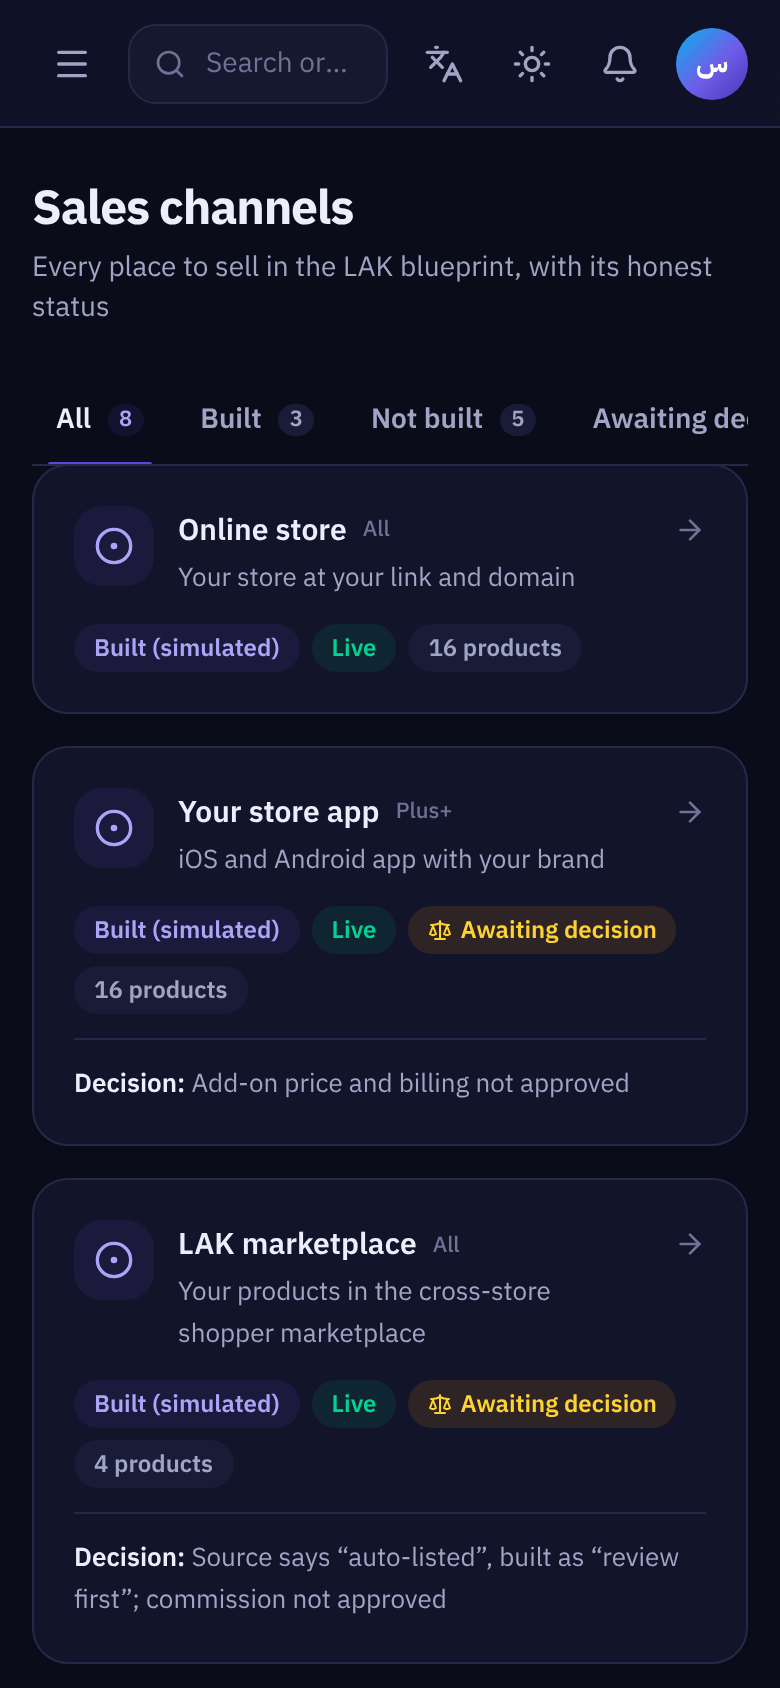 Search or...
س
Sales channels
Every place to sell in the LAK blueprint, with its honest
status
All 8 Built 3 Not built 5 Awaiting
Online store All
Your store at your link and domain
Built (simulated) Live 16 products
Your store app Plus+
iOS and Android app with your brand
Built (simulated) Live Awaiting decision
16 products
Decision: Add-on price and billing not approved
LAK marketplace All
Your products in the cross-store
shopper marketplace
Built (simulated) Live Awaiting decision
4 products
Decision: Source says “auto-listed”, built as “review
first”; commission not approved